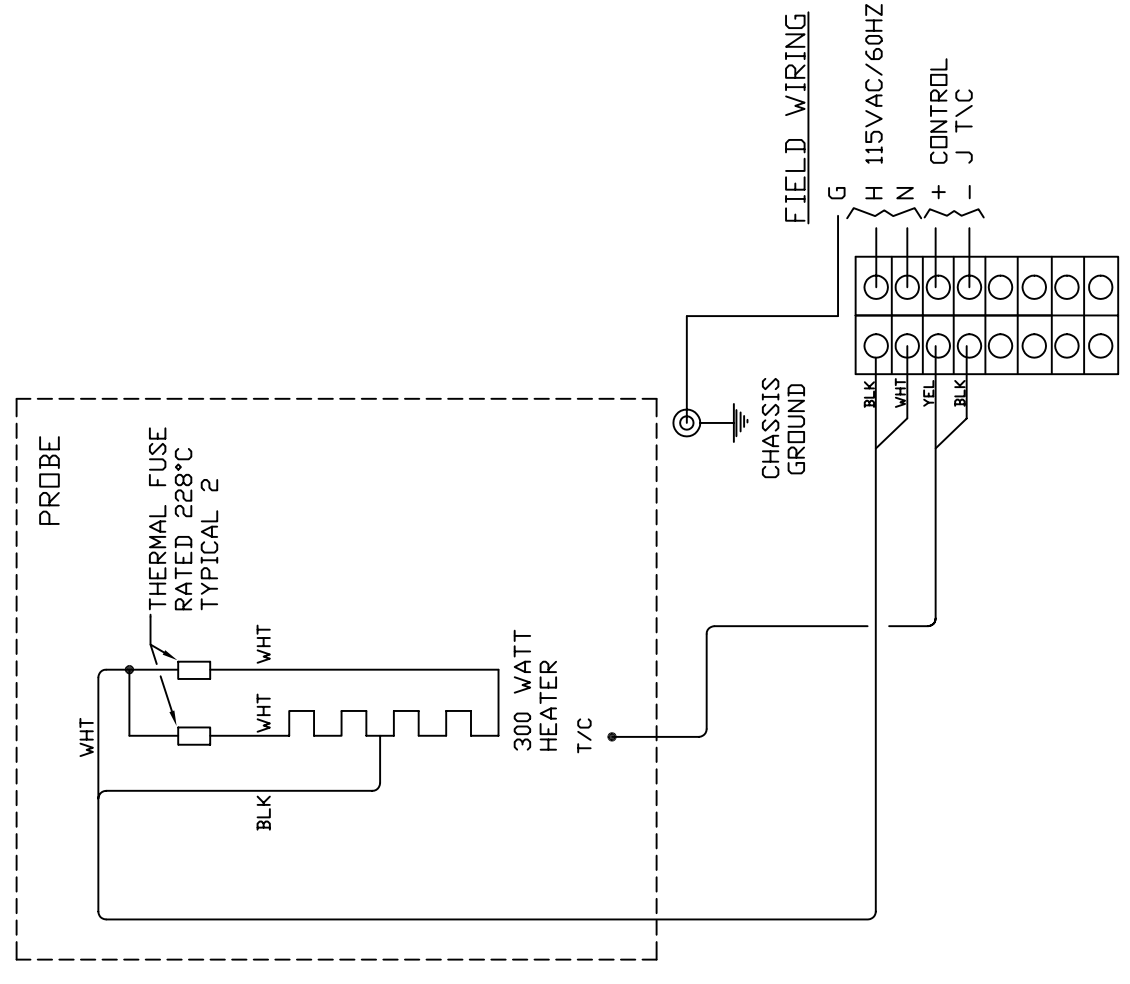 PROBE
THERMAL FUSE
RATED 228°C
TYPICAL 2
WHT
WHT
WHT
BLK
300 WATT
HEATER
T/C
CHASSIS
GROUND
BLK
WHT
YEL
BLK
FIELD WIRING
G
H 115VAC/60HZ
N
+ CONTROL
- J T\C